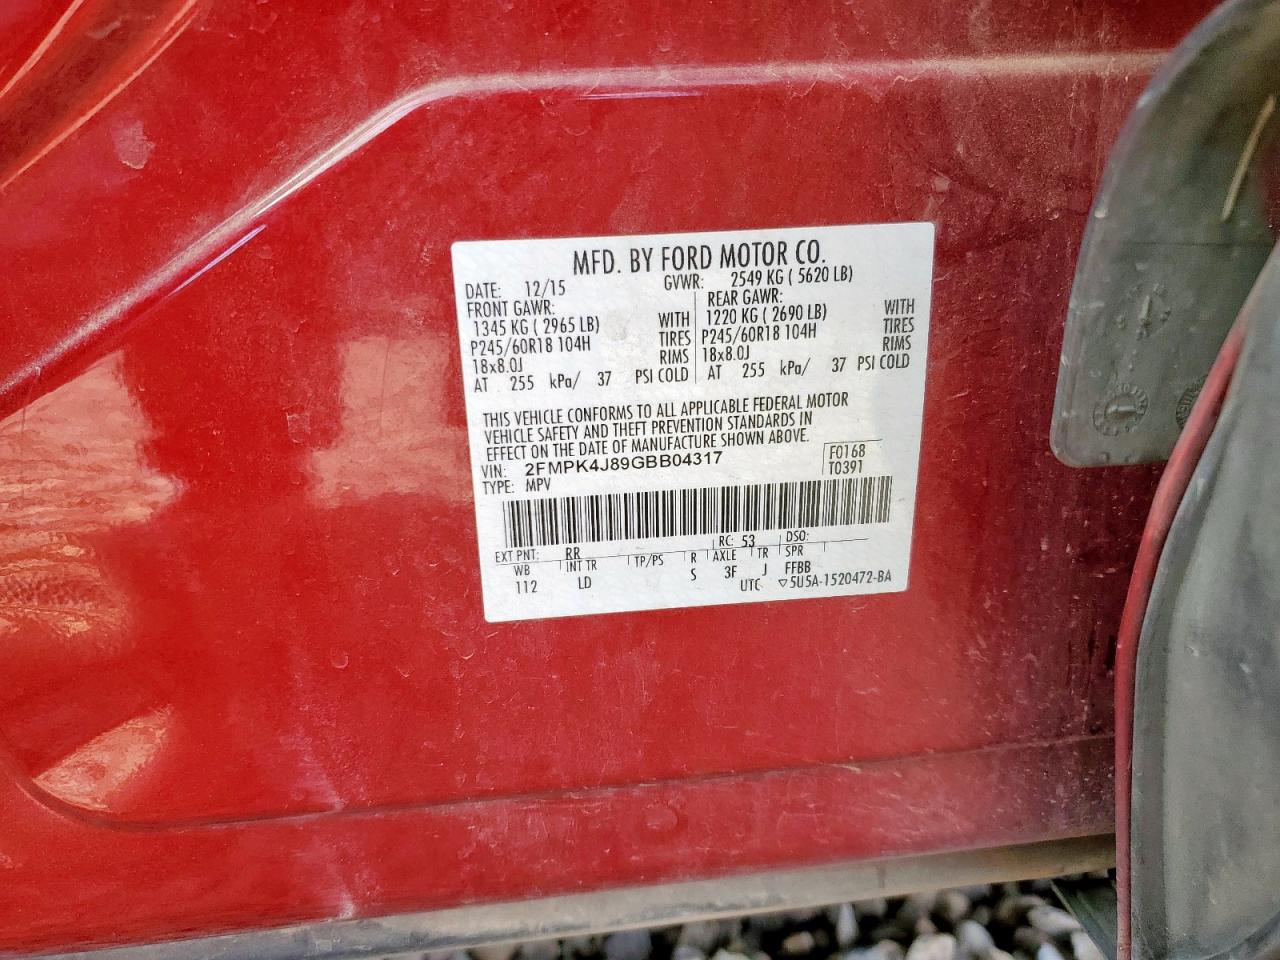 MFD. BY FORD MOTOR CO.
DATE: 12/15 GVWR: 2549 KG ( 5620 LB)
FRONT GAWR: REAR GAWR:
1345 KG ( 2965 LB) WITH 1220 KG ( 2690 LB) WITH
P245/60R18 104H TIRES P245/60R18 104H TIRES
18x8.0J RIMS 18x8.0J RIMS
AT 255 kPa/ 37 PSI COLD AT 255 kPa/ 37 PSI COLD
THIS VEHICLE CONFORMS TO ALL APPLICABLE FEDERAL MOTOR
VEHICLE SAFETY AND THEFT PREVENTION STANDARDS IN
EFFECT ON THE DATE OF MANUFACTURE SHOWN ABOVE.
VIN: 2FMPK4J89GBB04317 F0168
TYPE: MPV T0391
EXT PNT: RR RC: 53 DSO:
WB INT TR TP/PS R AXLE TR SPR
112 LD S 3F J FFBB
UTC ▽5U5A-1520472-BA